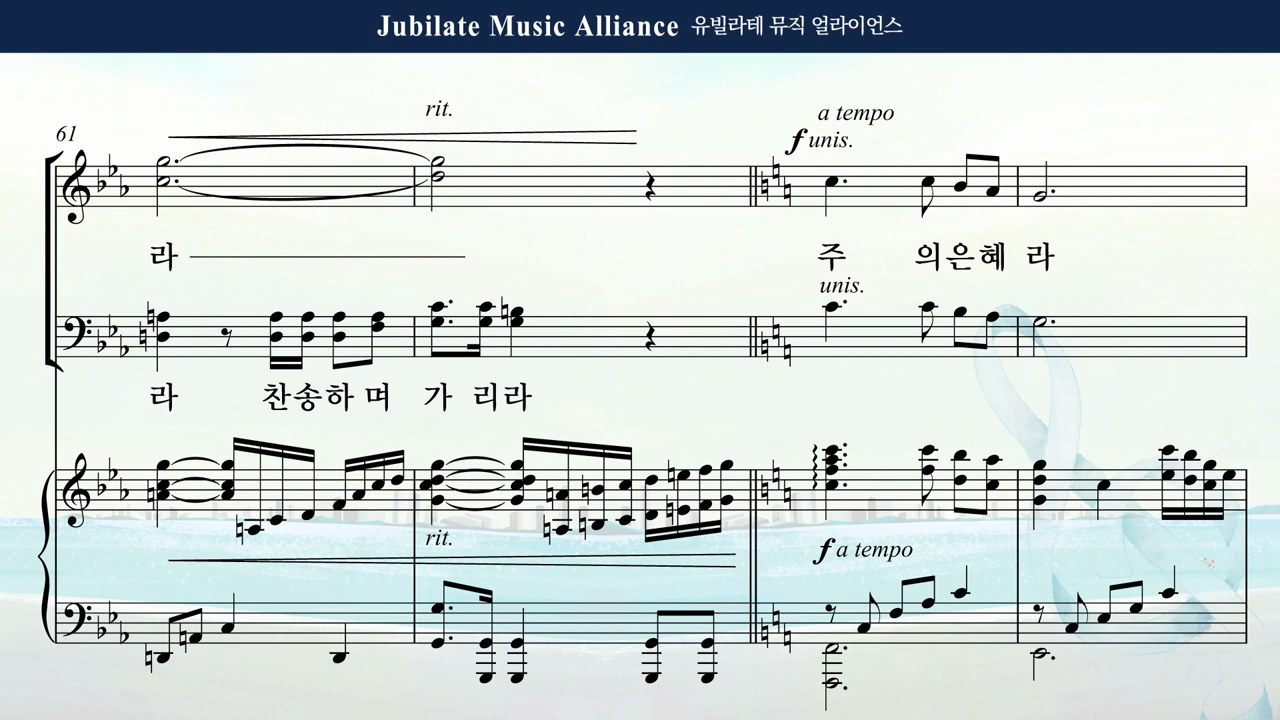 Jubilate Music Alliance 유빌라테 뮤직 얼라이언스
rit.
a tempo
61
f unis.
라 주 의은혜 라
unis.
라 찬송하 며 가 리라
rit.
f a tempo